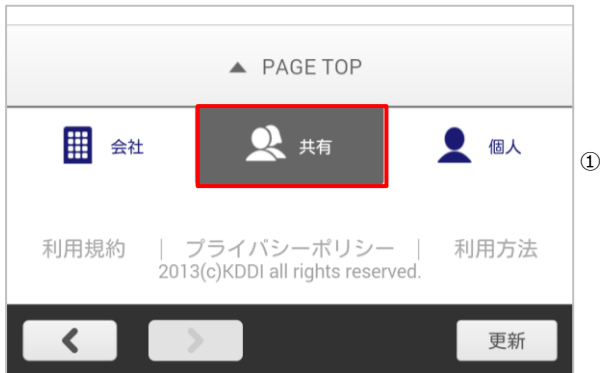 ▲ PAGE TOP
会社 共有 個人
①
利用規約 | プライバシーポリシー | 利用方法
2013(c)KDDI all rights reserved.
更新